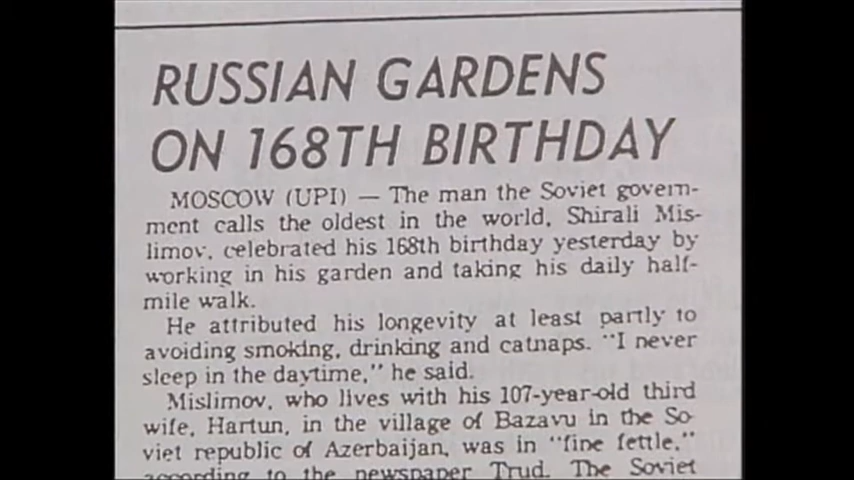 RUSSIAN GARDENS
ON 168TH BIRTHDAY
MOSCOW (UPI) — The man the Soviet govern-
ment calls the oldest in the world, Shirali Mis-
limov, celebrated his 168th birthday yesterday by
working in his garden and taking his daily half-
mile walk.
He attributed his longevity at least partly to
avoiding smoking, drinking and catnaps. "I never
sleep in the daytime," he said.
Mislimov, who lives with his 107-year-old third
wife, Hartun, in the village of Bazavu in the So-
viet republic of Azerbaijan, was in "fine fettle,"
according to the newspaper Trud. The Soviet